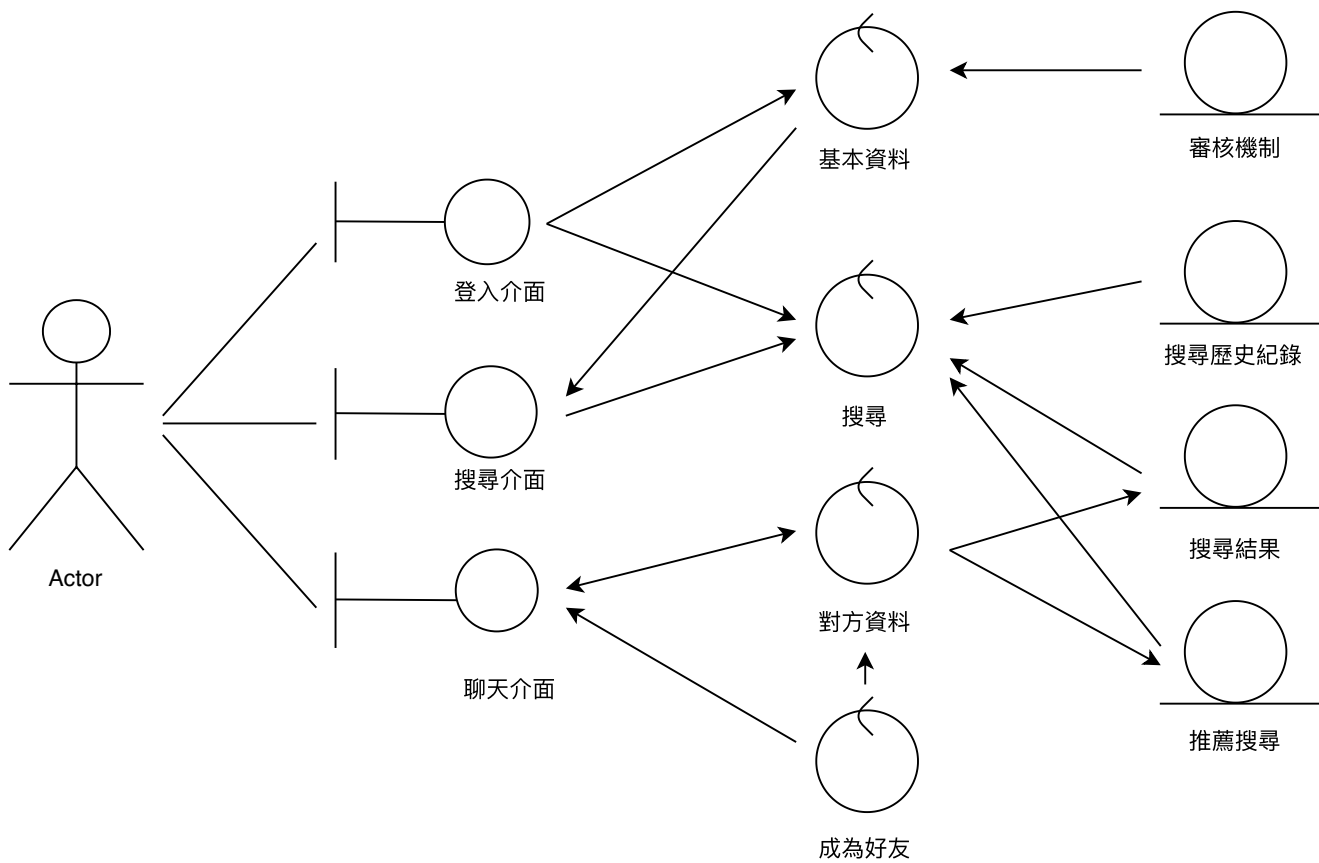 基本資料
審核機制
登入介面
搜尋歷史紀錄
搜尋
搜尋介面
搜尋結果
Actor
對方資料
聊天介面
推薦搜尋
成為好友